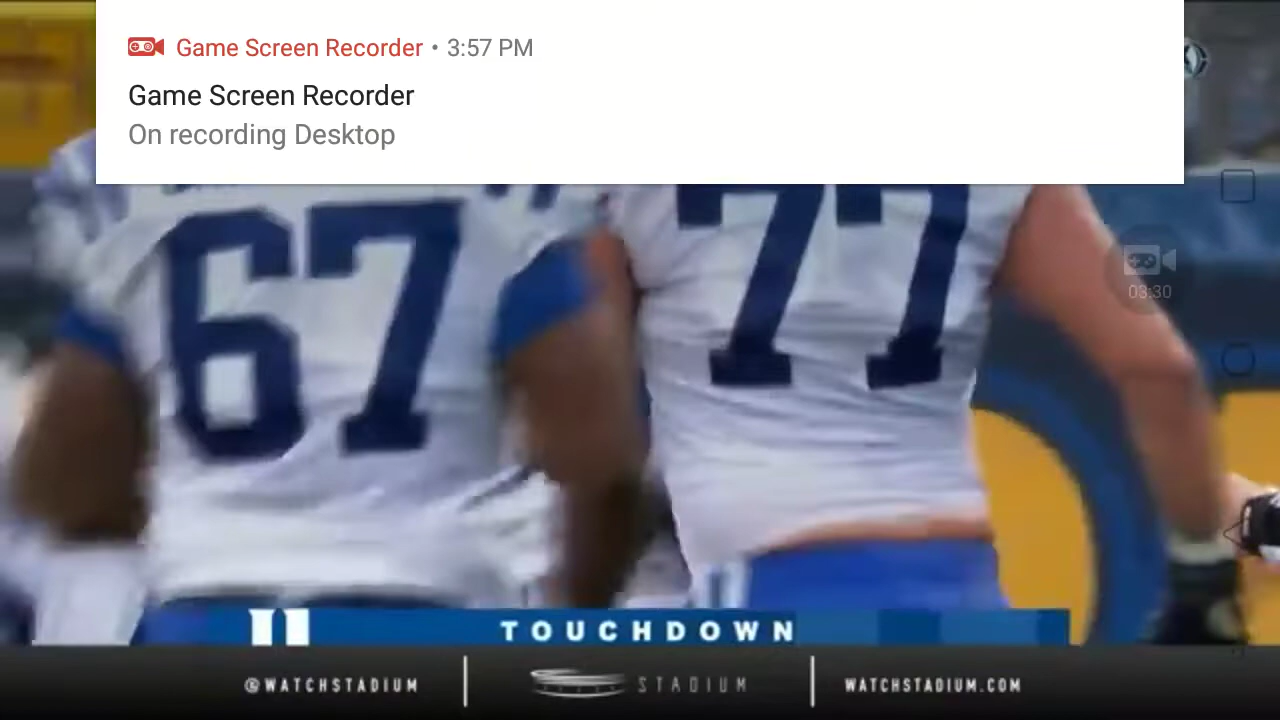 Game Screen Recorder • 3:57 PM
Game Screen Recorder
On recording Desktop
67
77
03:30
TOUCHDOWN
@WATCHSTADIUM
STADIUM
WATCHSTADIUM.COM